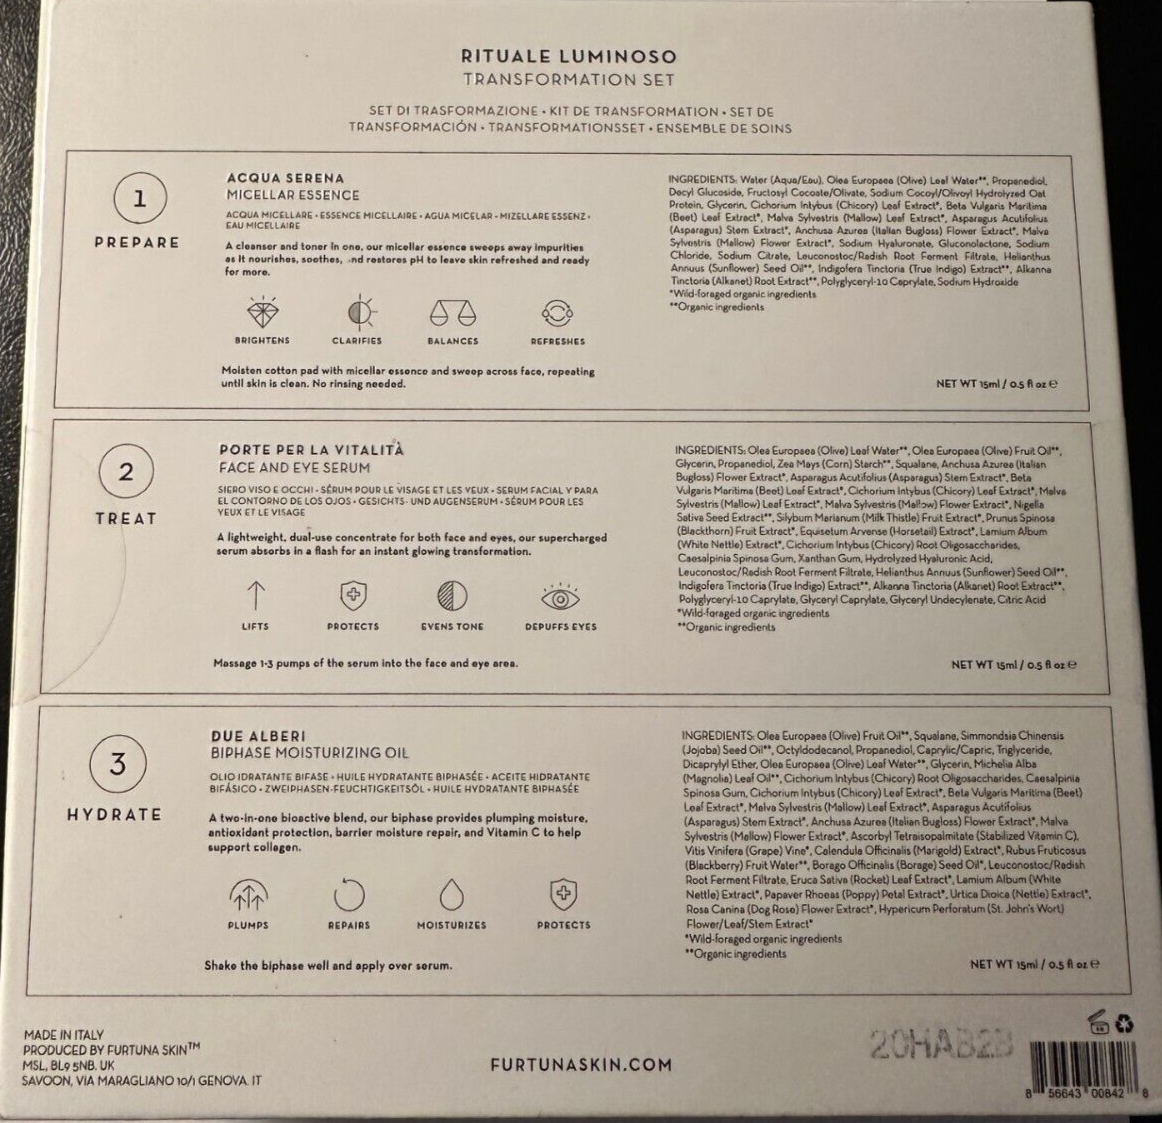 RITUALE LUMINOSO
TRANSFORMATION SET
SET DI TRASFORMAZIONE • KIT DE TRANSFORMATION • SET DE
TRANSFORMACIÓN • TRANSFORMATIONSSET • ENSEMBLE DE SOINS
1
PREPARE
ACQUA SERENA
MICELLAR ESSENCE
ACQUA MICELLARE • ESSENCE MICELLAIRE • AGUA MICELAR • MIZELLARE ESSENZ •
EAU MICELLAIRE
A cleanser and toner in one, our micellar essence sweeps away impurities
as it nourishes, soothes, and restores pH to leave skin refreshed and ready
for more.
BRIGHTENS CLARIFIES BALANCES REFRESHES
Moisten cotton pad with micellar essence and sweep across face, repeating
until skin is clean. No rinsing needed.
INGREDIENTS: Water (Aqua/Eau), Olea Europaea (Olive) Leaf Water**, Propanediol,
Decyl Glucoside, Fructosyl Cocoate/Olivate, Sodium Cocoyl/Olivoyl Hydrolyzed Oat
Protein, Glycerin, Cichorium Intybus (Chicory) Leaf Extract*, Beta Vulgaris Maritima
(Beet) Leaf Extract*, Malva Sylvestris (Mallow) Leaf Extract*, Asparagus Acutifolius
(Asparagus) Stem Extract*, Anchusa Azurea (Italian Bugloss) Flower Extract*, Malva
Sylvestris (Mallow) Flower Extract*, Sodium Hyaluronate, Gluconolactone, Sodium
Chloride, Sodium Citrate, Leuconostoc/Radish Root Ferment Filtrate, Helianthus
Annuus (Sunflower) Seed Oil**, Indigofera Tinctoria (True Indigo) Extract**, Alkanna
Tinctoria (Alkanet) Root Extract**, Polyglyceryl-10 Caprylate, Sodium Hydroxide
*Wild-foraged organic ingredients
**Organic ingredients
NET WT 15ml / 0.5 fl oz ℮
2
TREAT
PORTE PER LA VITALITÀ
FACE AND EYE SERUM
SIERO VISO E OCCHI • SÉRUM POUR LE VISAGE ET LES YEUX • SERUM FACIAL Y PARA
EL CONTORNO DE LOS OJOS • GESICHTS- UND AUGENSERUM • SÉRUM POUR LES
YEUX ET LE VISAGE
A lightweight, dual-use concentrate for both face and eyes, our supercharged
serum absorbs in a flash for an instant glowing transformation.
LIFTS PROTECTS EVENS TONE DEPUFFS EYES
Massage 1-3 pumps of the serum into the face and eye area.
INGREDIENTS: Olea Europaea (Olive) Leaf Water**, Olea Europaea (Olive) Fruit Oil**,
Glycerin, Propanediol, Zea Mays (Corn) Starch**, Squalane, Anchusa Azurea (Italian
Bugloss) Flower Extract*, Asparagus Acutifolius (Asparagus) Stem Extract*, Beta
Vulgaris Maritima (Beet) Leaf Extract*, Cichorium Intybus (Chicory) Leaf Extract*, Malva
Sylvestris (Mallow) Leaf Extract*, Malva Sylvestris (Mallow) Flower Extract*, Nigella
Sativa Seed Extract**, Silybum Marianum (Milk Thistle) Fruit Extract*, Prunus Spinosa
(Blackthorn) Fruit Extract*, Equisetum Arvense (Horsetail) Extract*, Lamium Album
(White Nettle) Extract*, Cichorium Intybus (Chicory) Root Oligosaccharides,
Caesalpinia Spinosa Gum, Xanthan Gum, Hydrolyzed Hyaluronic Acid,
Leuconostoc/Radish Root Ferment Filtrate, Helianthus Annuus (Sunflower) Seed Oil**,
Indigofera Tinctoria (True Indigo) Extract**, Alkanna Tinctoria (Alkanet) Root Extract**,
Polyglyceryl-10 Caprylate, Glyceryl Caprylate, Glyceryl Undecylenate, Citric Acid
*Wild-foraged organic ingredients
**Organic ingredients
NET WT 15ml / 0.5 fl oz ℮
3
HYDRATE
DUE ALBERI
BIPHASE MOISTURIZING OIL
OLIO IDRATANTE BIFASE • HUILE HYDRATANTE BIPHASÉE • ACEITE HIDRATANTE
BIFÁSICO • ZWEIPHASEN-FEUCHTIGKEITSÖL • HUILE HYDRATANTE BIPHASÉE
A two-in-one bioactive blend, our biphase provides plumping moisture,
antioxidant protection, barrier moisture repair, and Vitamin C to help
support collagen.
PLUMPS REPAIRS MOISTURIZES PROTECTS
Shake the biphase well and apply over serum.
INGREDIENTS: Olea Europaea (Olive) Fruit Oil**, Squalane, Simmondsia Chinensis
(Jojoba) Seed Oil**, Octyldodecanol, Propanediol, Caprylic/Capric, Triglyceride,
Dicaprylyl Ether, Olea Europaea (Olive) Leaf Water**, Glycerin, Michelia Alba
(Magnolia) Leaf Oil**, Cichorium Intybus (Chicory) Root Oligosaccharides, Caesalpinia
Spinosa Gum, Cichorium Intybus (Chicory) Leaf Extract*, Beta Vulgaris Maritima (Beet)
Leaf Extract*, Malva Sylvestris (Mallow) Leaf Extract*, Asparagus Acutifolius
(Asparagus) Stem Extract*, Anchusa Azurea (Italian Bugloss) Flower Extract*, Malva
Sylvestris (Mallow) Flower Extract*, Ascorbyl Tetraisopalmitate (Stabilized Vitamin C),
Vitis Vinifera (Grape) Vine*, Calendula Officinalis (Marigold) Extract*, Rubus Fruticosus
(Blackberry) Fruit Water**, Borago Officinalis (Borage) Seed Oil*, Leuconostoc/Radish
Root Ferment Filtrate, Eruca Sativa (Rocket) Leaf Extract*, Lamium Album (White
Nettle) Extract*, Papaver Rhoeas (Poppy) Petal Extract*, Urtica Dioica (Nettle) Extract*,
Rosa Canina (Dog Rose) Flower Extract*, Hypericum Perforatum (St. John's Wort)
Flower/Leaf/Stem Extract*
*Wild-foraged organic ingredients
**Organic ingredients
NET WT 15ml / 0.5 fl oz ℮
MADE IN ITALY
PRODUCED BY FURTUNA SKIN™
MSL, BL9 5NB. UK
SAVOON, VIA MARAGLIANO 10/1 GENOVA. IT
FURTUNASKIN.COM
20HAB2B
8 56643 00842 8